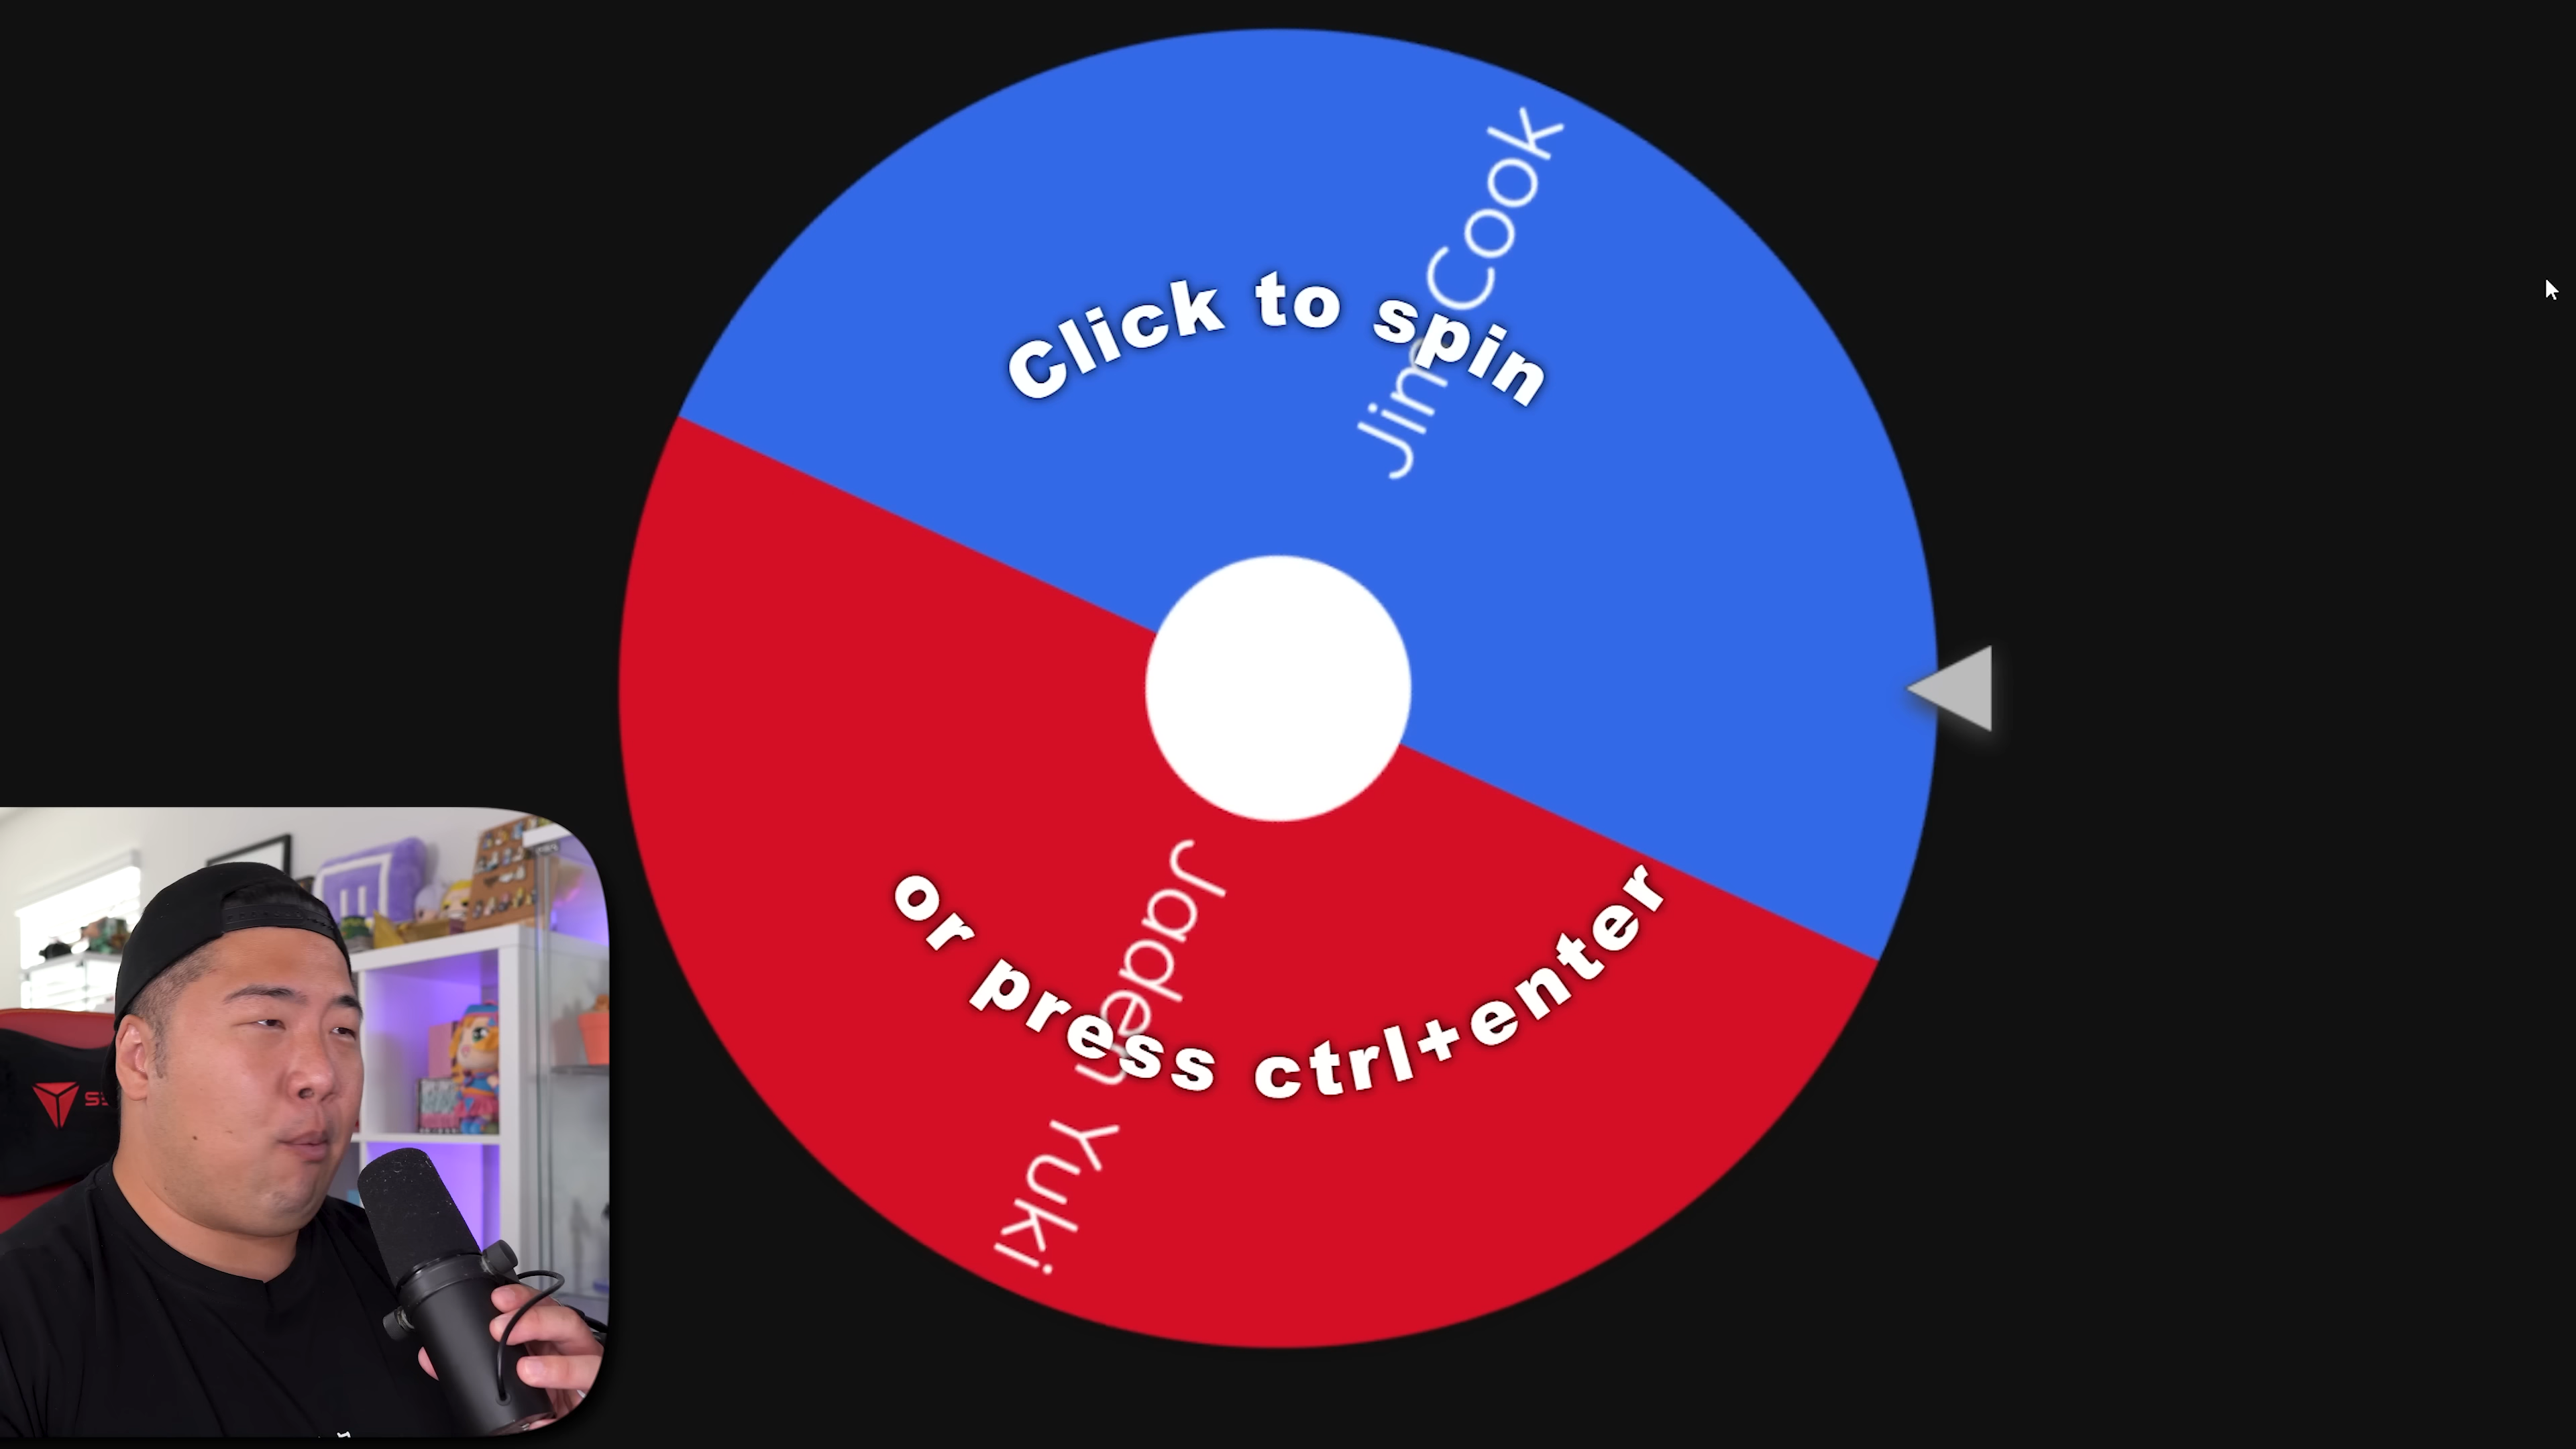 Click to spin
Jim Cook
or press ctrl+enter
Jaden Yuki